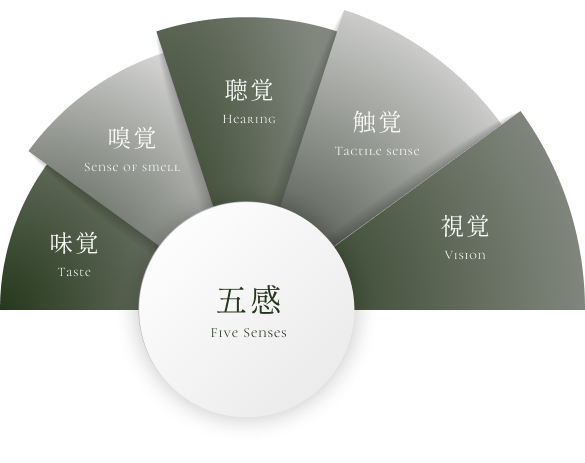 味覚
Taste
嗅覚
Sense of smell
聴覚
Hearing
触覚
Tactile sense
視覚
Vision
五感
Five Senses